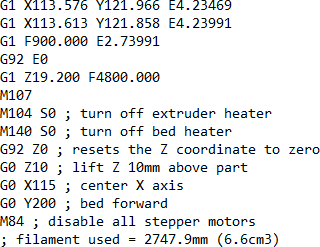 G1 X113.576 Y121.966 E4.23469
G1 X113.613 Y121.858 E4.23991
G1 F900.000 E2.73991
G92 E0
G1 Z19.200 F4800.000
M107
M104 S0 ; turn off extruder heater
M140 S0 ; turn off bed heater
G92 Z0 ; resets the Z coordinate to zero
G0 Z10 ; lift Z 10mm above part
G0 X115 ; center X axis
G0 Y200 ; bed forward
M84 ; disable all stepper motors
; filament used = 2747.9mm (6.6cm3)